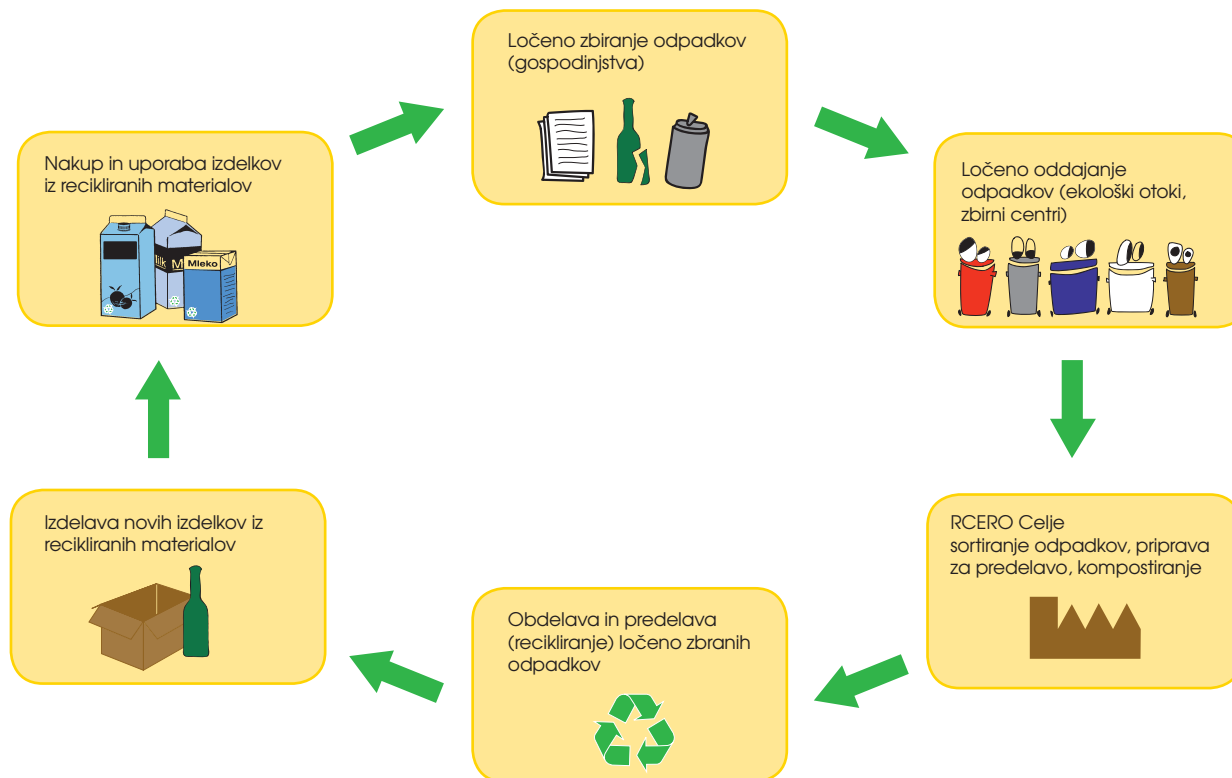 Ločeno zbiranje odpadkov
(gospodinjstva)
Ločeno oddajanje
odpadkov (ekološki otoki,
zbirni centri)
RCERO Celje
sortiranje odpadkov, priprava
za predelavo, kompostiranje
Obdelava in predelava
(recikliranje) ločeno zbranih
odpadkov
Izdelava novih izdelkov iz
recikliranih materialov
Nakup in uporaba izdelkov
iz recikliranih materialov
Mleko